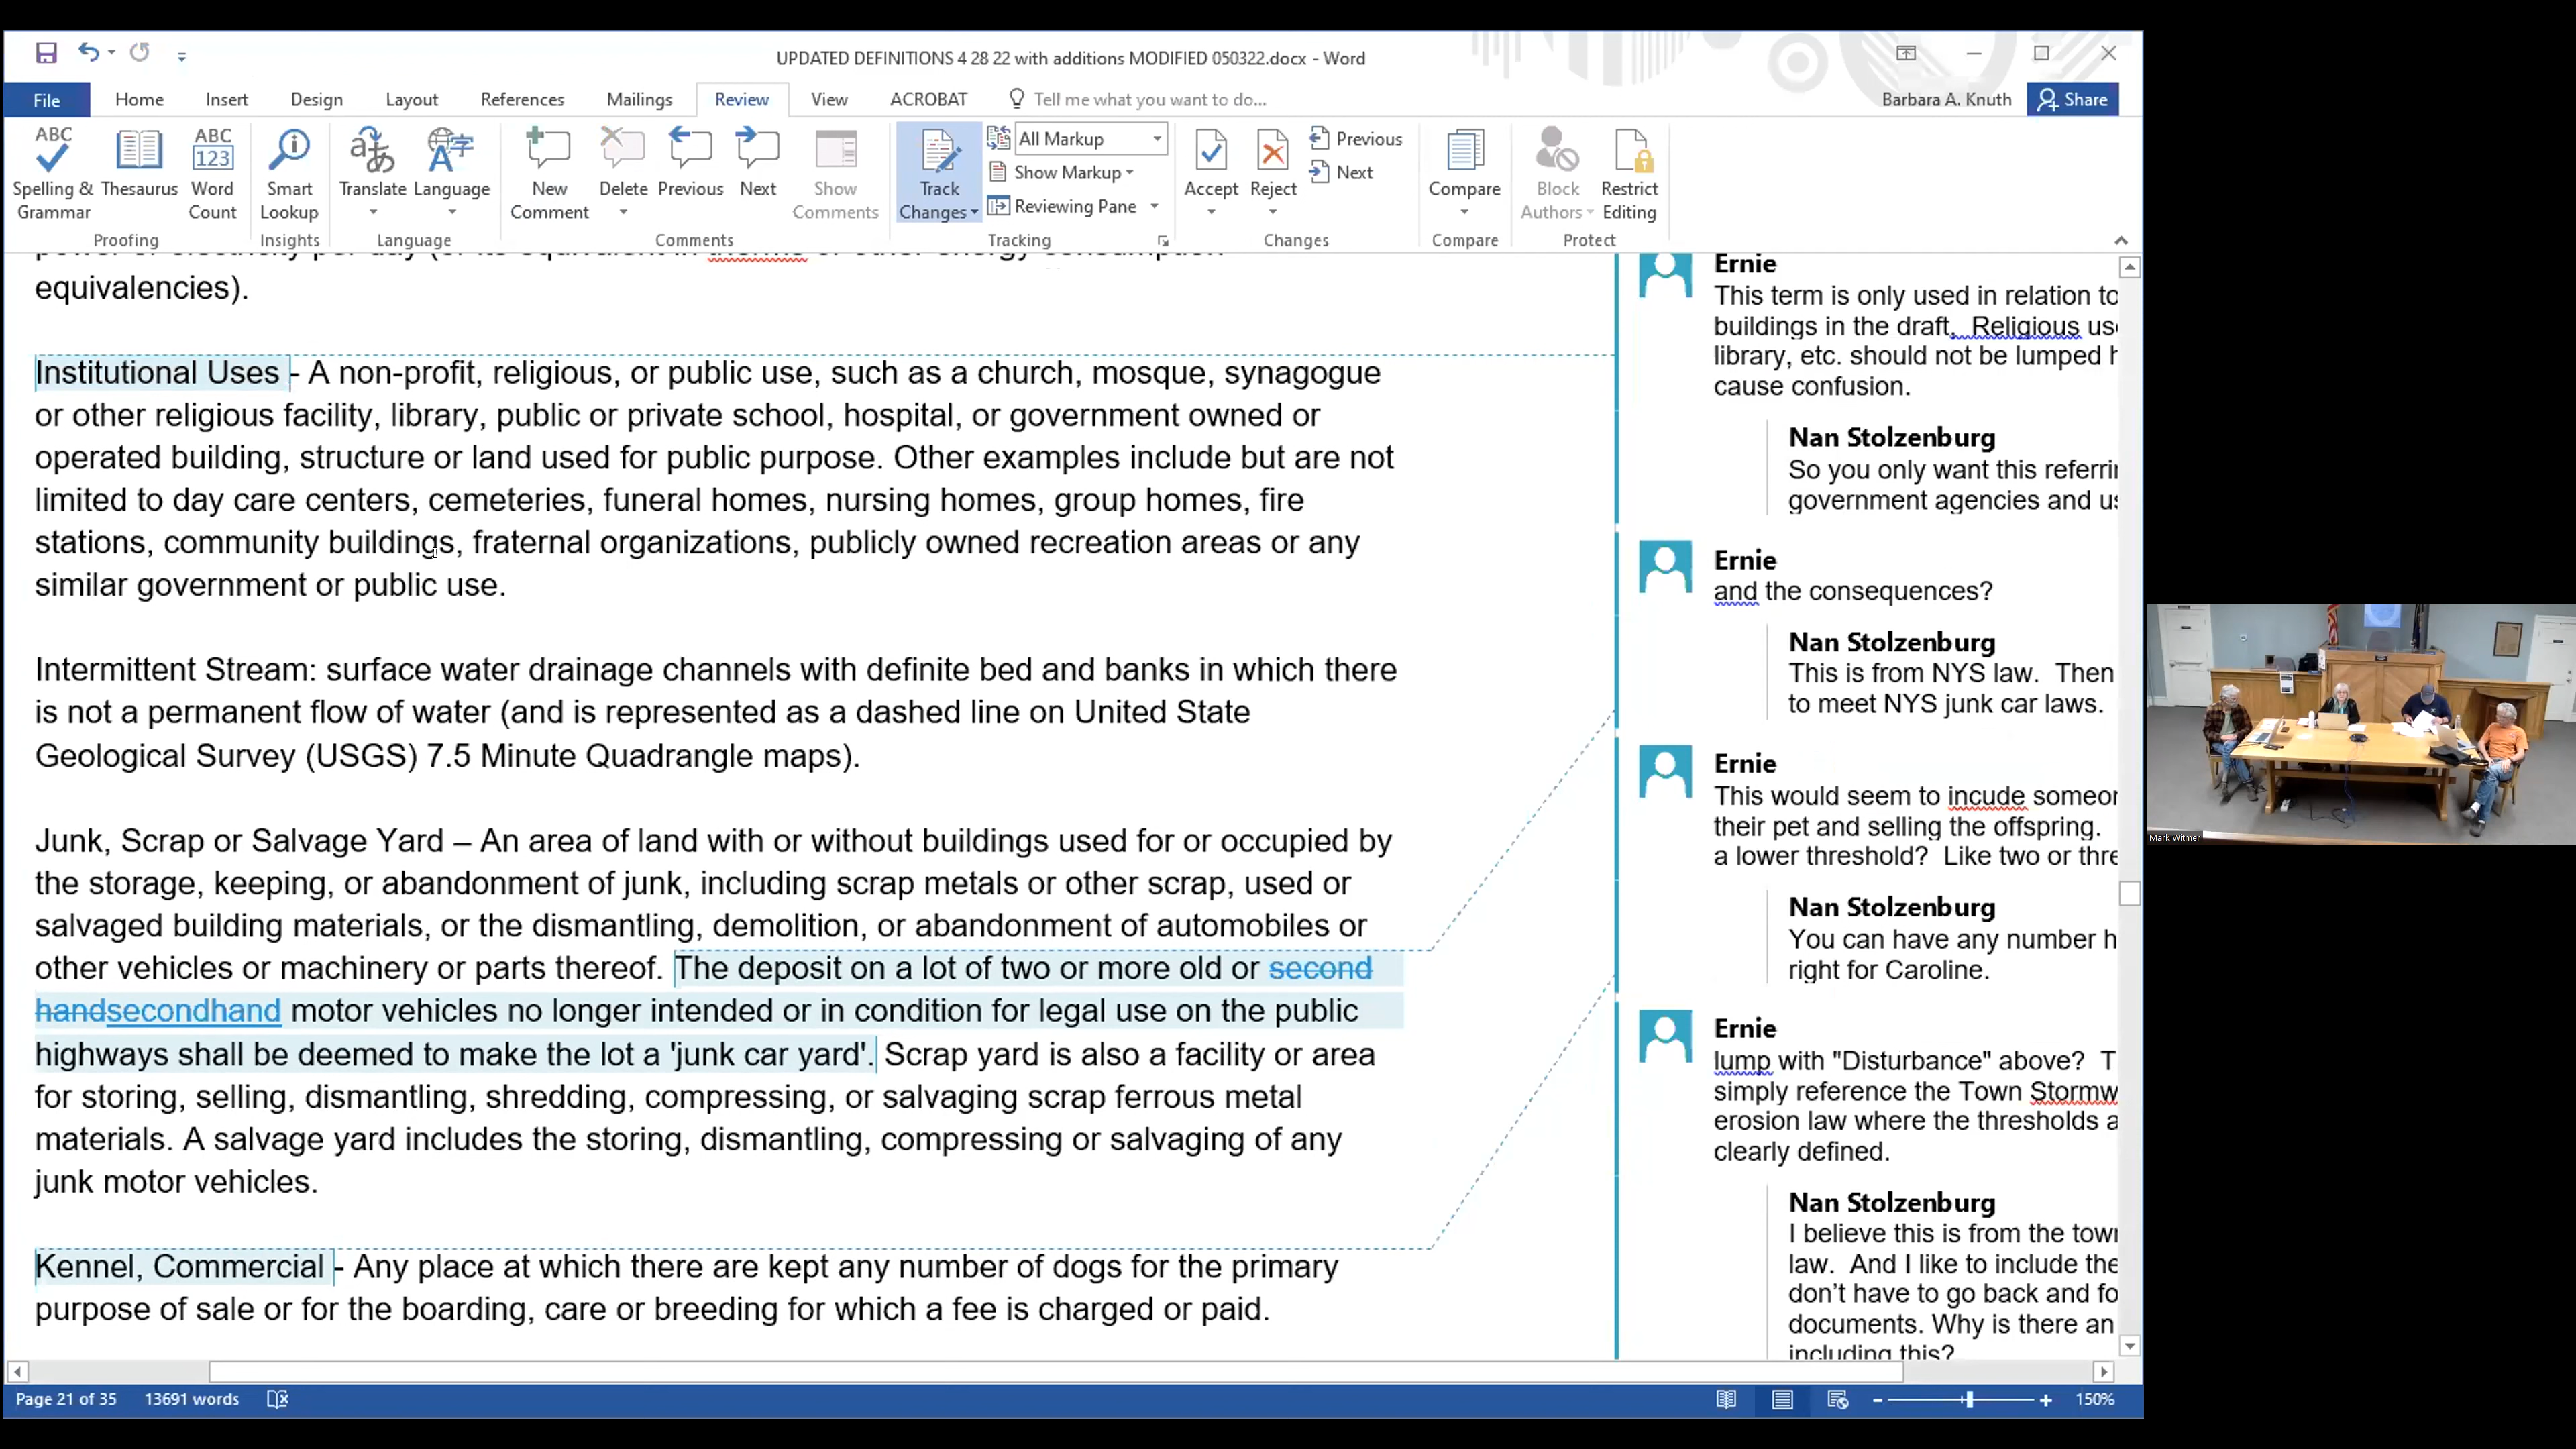 UPDATED DEFINITIONS 4 28 22 with additions MODIFIED 050322.docx - Word
File Home Insert Design Layout References Mailings Review View ACROBAT Tell me what you want to do... Barbara A. Knuth Share
ABC Spelling & Grammar
Thesaurus
ABC 123 Word Count
Smart Lookup
Translate
Language
New Comment
Delete
Previous
Next
Show Comments
Track Changes
All Markup
Show Markup
Reviewing Pane
Accept
Reject
Previous
Next
Compare
Block Authors
Restrict Editing
Proofing Insights Language Comments Tracking Changes Compare Protect
equivalencies).
Institutional Uses - A non-profit, religious, or public use, such as a church, mosque, synagogue
or other religious facility, library, public or private school, hospital, or government owned or
operated building, structure or land used for public purpose. Other examples include but are not
limited to day care centers, cemeteries, funeral homes, nursing homes, group homes, fire
stations, community buildings, fraternal organizations, publicly owned recreation areas or any
similar government or public use.
Intermittent Stream: surface water drainage channels with definite bed and banks in which there
is not a permanent flow of water (and is represented as a dashed line on United State
Geological Survey (USGS) 7.5 Minute Quadrangle maps).
Junk, Scrap or Salvage Yard – An area of land with or without buildings used for or occupied by
the storage, keeping, or abandonment of junk, including scrap metals or other scrap, used or
salvaged building materials, or the dismantling, demolition, or abandonment of automobiles or
other vehicles or machinery or parts thereof. The deposit on a lot of two or more old or second
handsecondhand motor vehicles no longer intended or in condition for legal use on the public
highways shall be deemed to make the lot a 'junk car yard'. Scrap yard is also a facility or area
for storing, selling, dismantling, shredding, compressing, or salvaging scrap ferrous metal
materials. A salvage yard includes the storing, dismantling, compressing or salvaging of any
junk motor vehicles.
Kennel, Commercial - Any place at which there are kept any number of dogs for the primary
purpose of sale or for the boarding, care or breeding for which a fee is charged or paid.
Ernie
This term is only used in relation to
buildings in the draft. Religious us
library, etc. should not be lumped
cause confusion.
Nan Stolzenburg
So you only want this
government agencies and
Ernie
and the consequences?
Nan Stolzenburg
This is from NYS law. Then
to meet NYS junk car laws.
Ernie
This would seem to incude
their pet and selling the offspring.
a lower threshold? Like two or
Nan Stolzenburg
You can have any number
right for Caroline.
Ernie
lump with "Disturbance" above?
simply reference the Town
erosion law where the thresholds
clearly defined.
Nan Stolzenburg
I believe this is from the
law. And I like to include
don’t have to go back and
documents. Why is there an
including this?
Mark Witmer
Page 21 of 35 13691 words 150%